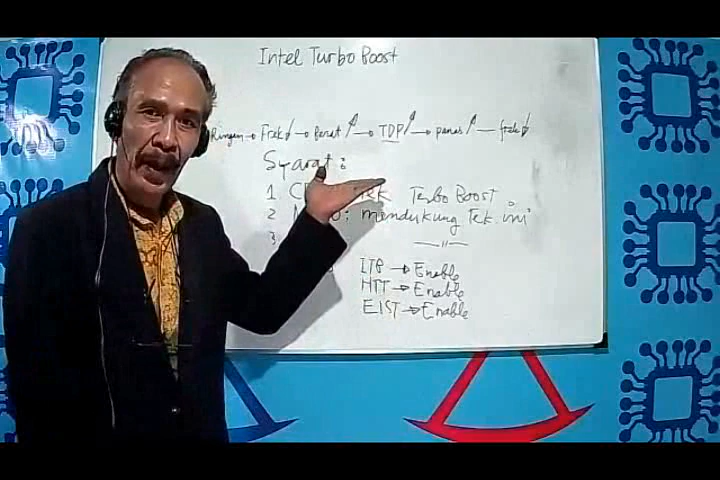 Intel Turbo Boost
Ringan → Frek → Berat → TDP → panas — frek
Syarat :
1. Tek Turbo Boost
2 mendukung Tek. ini
3. —〃—
ITB → Enable
HTT → Enable
EIST → Enable